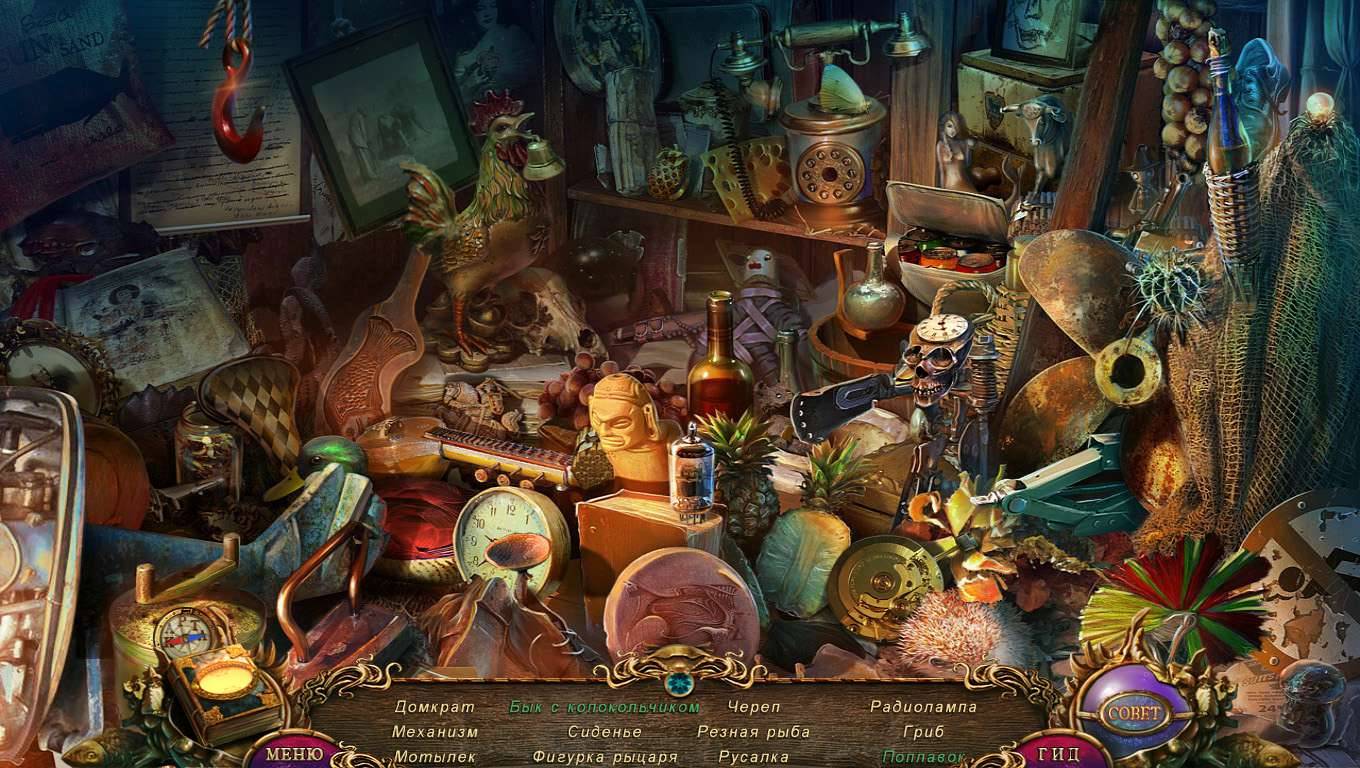 SAND
12
Домкрат Бык с колокольчиком Череп Радиолампа
Механизм Сиденье Резная рыба Гриб
Мотылек Фигурка рыцаря Русалка Поплавок
МЕНЮ
ГИД
СОВЕТ